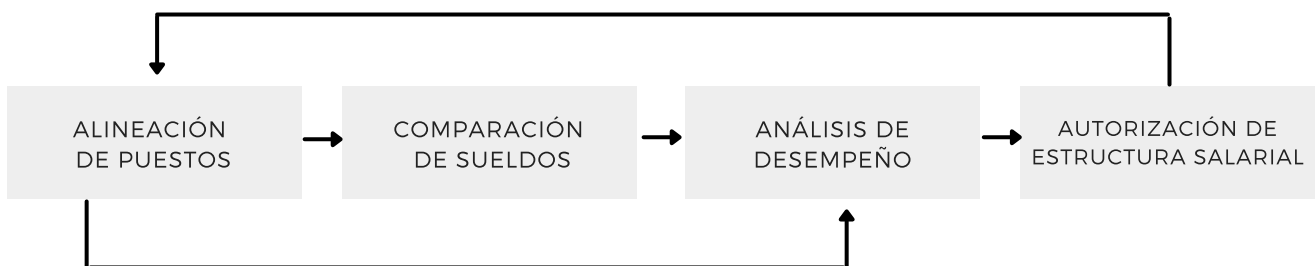 ALINEACIÓN
DE PUESTOS
COMPARACIÓN
DE SUELDOS
ANÁLISIS DE
DESEMPEÑO
AUTORIZACIÓN DE
ESTRUCTURA SALARIAL